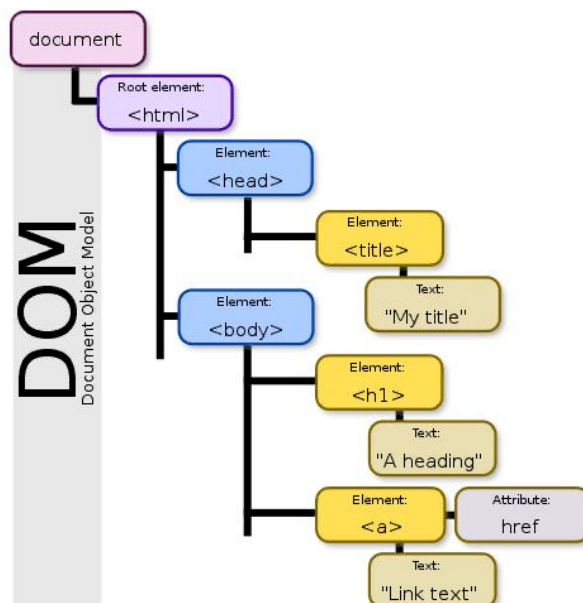 document
Root element:
<html>
Element:
<head>
Element:
<title>
Text:
"My title"
DOM
Document Object Model
Element:
<body>
Element:
<h1>
Text:
"A heading"
Element:
<a>
Attribute:
href
Text:
"Link text"